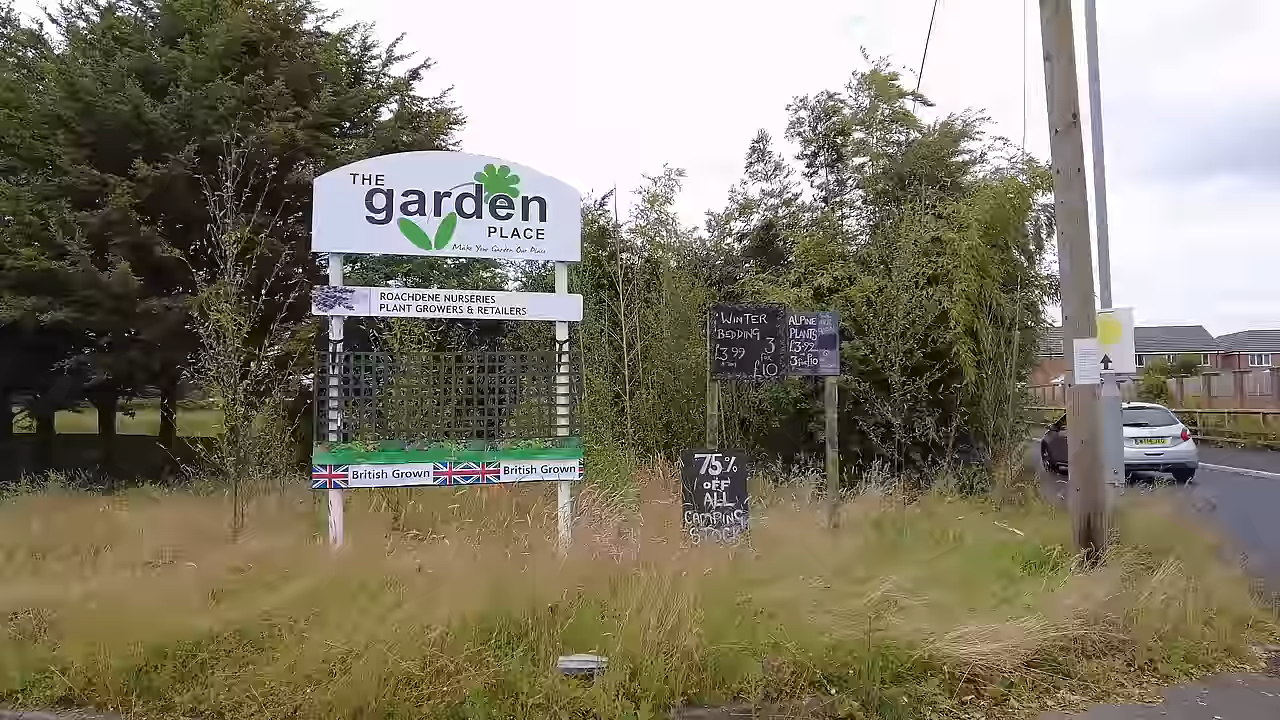 THE
garden
PLACE
Make Your Garden Our Place
ROACHDENE NURSERIES
PLANT GROWERS & RETAILERS
British Grown
British Grown
WINTER
BEDDING
£3.99
3
£10
ALPINE
PLANTS
£3.99
3 for £10
75%
OFF
ALL
CAMPING
STOCK